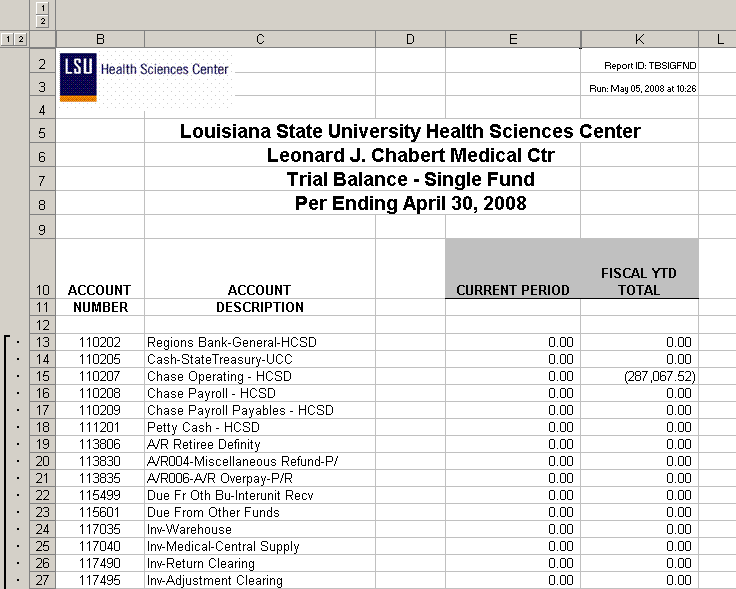 1
2
1 2 B C D E K L
2 LSU Health Sciences Center Report ID: TBSIGFND
3 Run: May 05, 2008 at 10:26
4
5 Louisiana State University Health Sciences Center
6 Leonard J. Chabert Medical Ctr
7 Trial Balance - Single Fund
8 Per Ending April 30, 2008
9
FISCAL YTD
10 ACCOUNT ACCOUNT CURRENT PERIOD TOTAL
11 NUMBER DESCRIPTION
12
13 110202 Regions Bank-General-HCSD 0.00 0.00
14 110205 Cash-StateTreasury-UCC 0.00 0.00
15 110207 Chase Operating - HCSD 0.00 (287,067.52)
16 110208 Chase Payroll - HCSD 0.00 0.00
17 110209 Chase Payroll Payables - HCSD 0.00 0.00
18 111201 Petty Cash - HCSD 0.00 0.00
19 113806 A/R Retiree Definity 0.00 0.00
20 113830 A/R004-Miscellaneous Refund-P/ 0.00 0.00
21 113835 A/R006-A/R Overpay-P/R 0.00 0.00
22 115499 Due Fr Oth Bu-Interunit Recv 0.00 0.00
23 115601 Due From Other Funds 0.00 0.00
24 117035 Inv-Warehouse 0.00 0.00
25 117040 Inv-Medical-Central Supply 0.00 0.00
26 117490 Inv-Return Clearing 0.00 0.00
27 117495 Inv-Adjustment Clearing 0.00 0.00